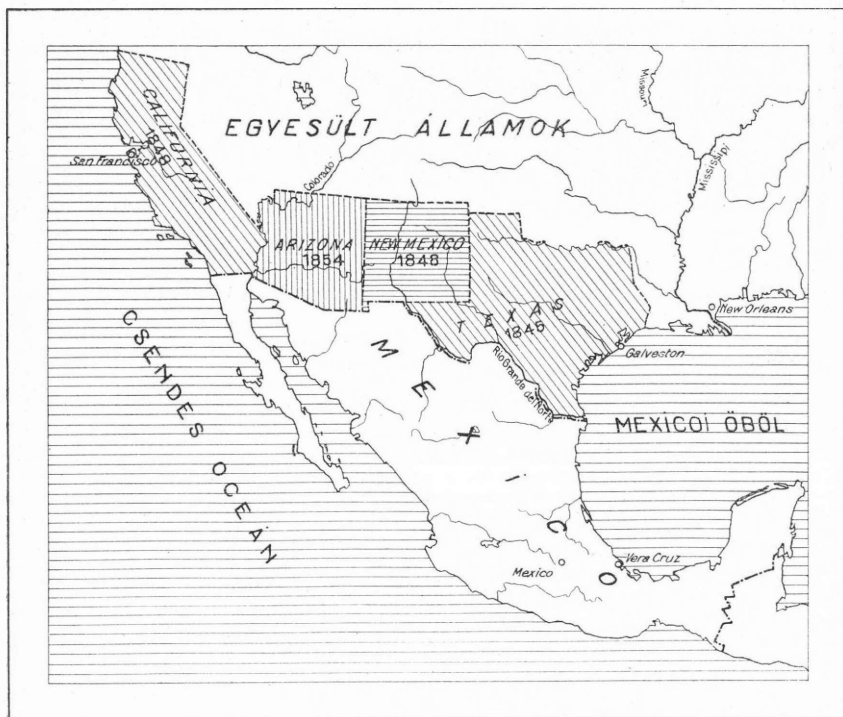 CALIFORNIA
1848
San Francisco
EGYESÜLT ÁLLAMOK
Missouri
Mississipi
Colorado
ARIZONA
1854
NEW MEXICO
1848
TEXAS
1845
New Orleans
Galveston
Rio Grande del Norte
MEXICO
CSENDES OCEÁN
MEXICOI ÖBÖL
Mexico
Vera Cruz